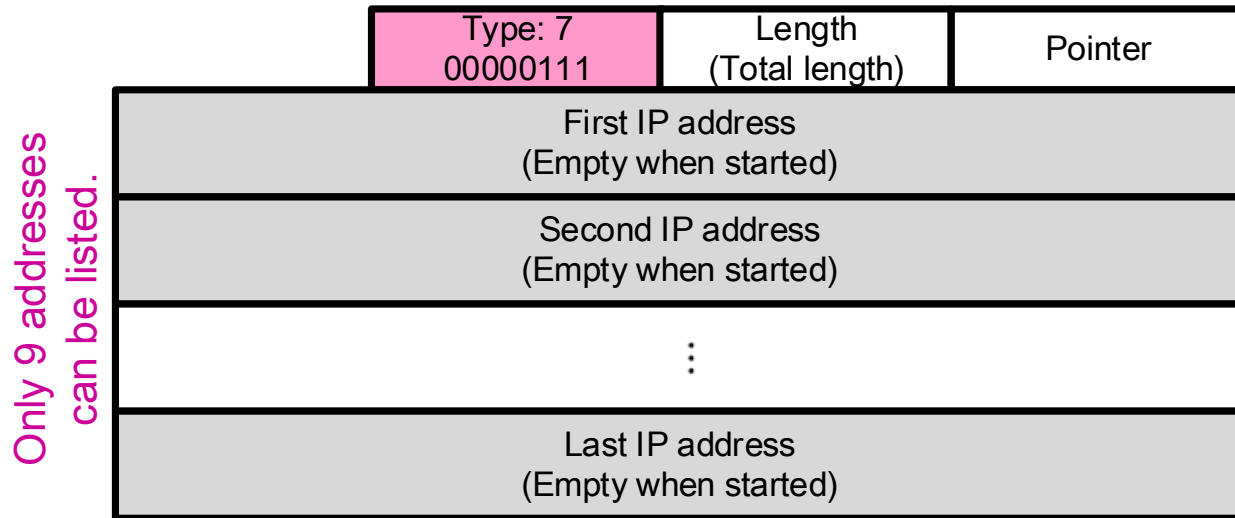 Type: 7
00000111
Length
(Total length)
Pointer
Only 9 addresses
can be listed.
First IP address
(Empty when started)
Second IP address
(Empty when started)
⋮
Last IP address
(Empty when started)